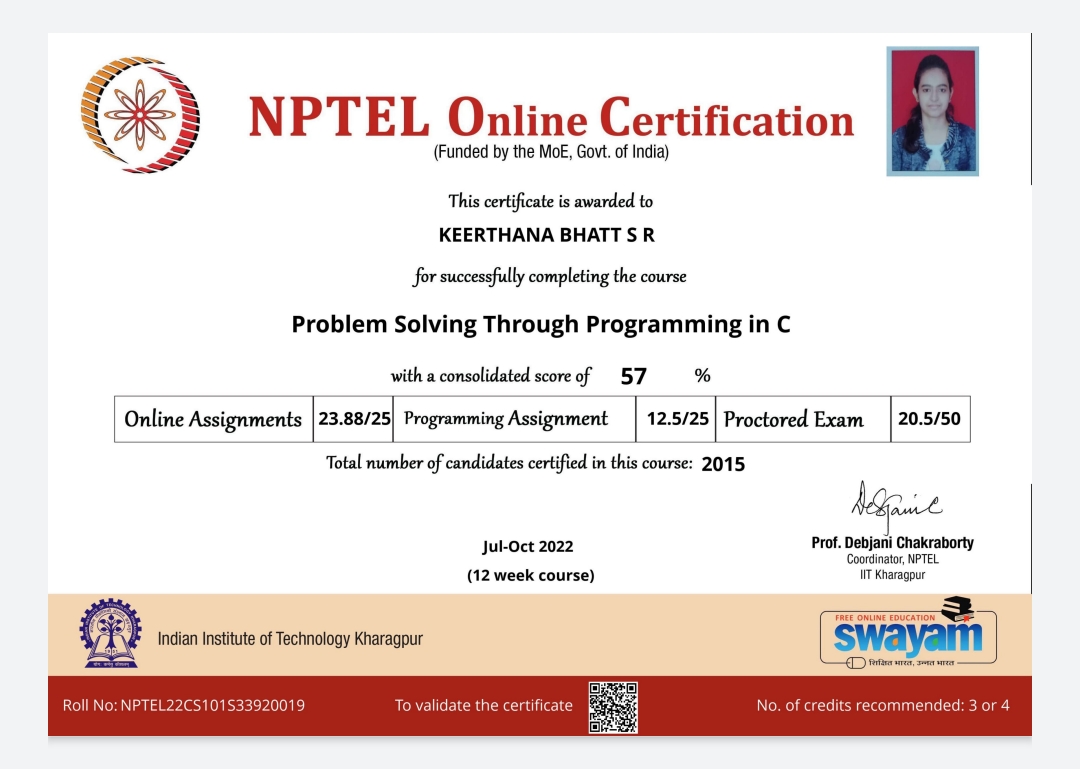 NPTEL Online Certification
(Funded by the MoE, Govt. of India)
This certificate is awarded to
KEERTHANA BHATT S R
for successfully completing the course
Problem Solving Through Programming in C
with a consolidated score of 57 %
Online Assignments 23.88/25 Programming Assignment 12.5/25 Proctored Exam 20.5/50
Total number of candidates certified in this course: 2015
Jul-Oct 2022
(12 week course)
Prof. Debjani Chakraborty
Coordinator, NPTEL
IIT Kharagpur
Indian Institute of Technology Kharagpur
FREE ONLINE EDUCATION
swayam
शिक्षित भारत, उन्नत भारत
Roll No: NPTEL22CS101S33920019
To validate the certificate
No. of credits recommended: 3 or 4